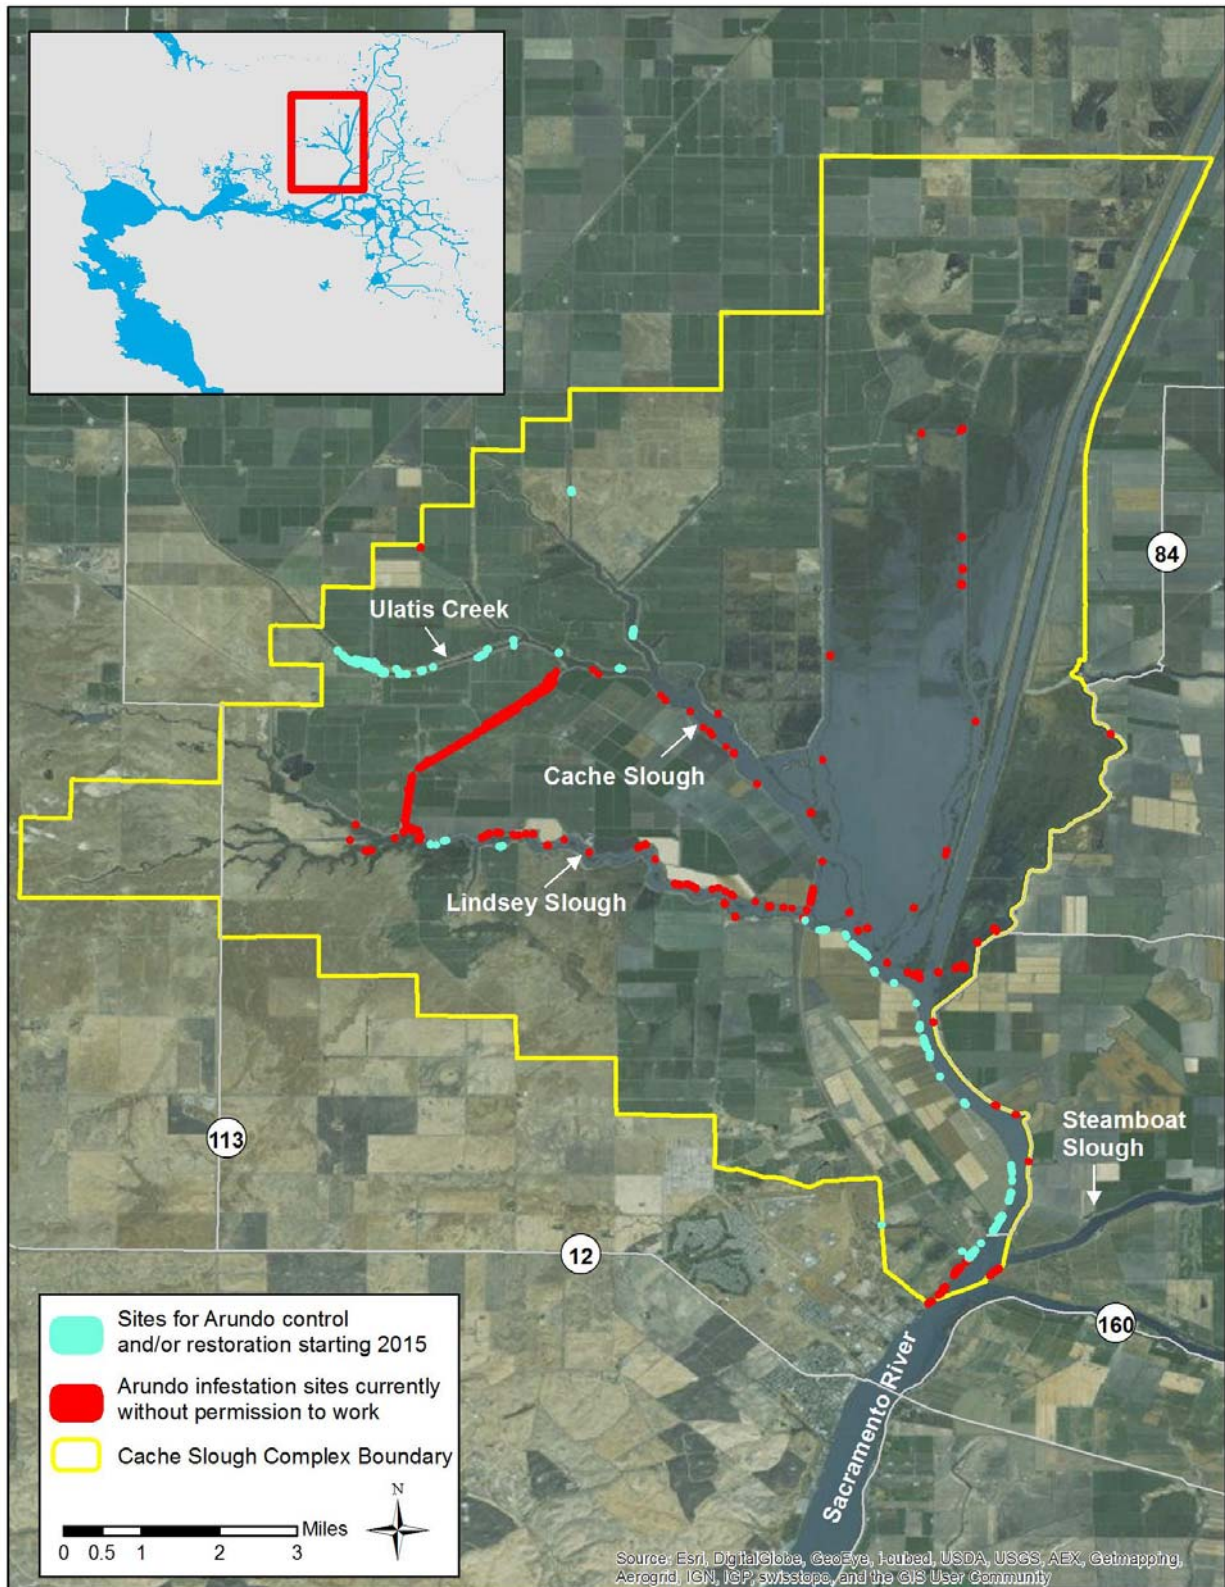 Ulatis Creek
84
Cache Slough
Lindsey Slough
Steamboat
Slough
113
12
160
Sacramento River
Sites for Arundo control
and/or restoration starting 2015
Arundo infestation sites currently
without permission to work
Cache Slough Complex Boundary
N
Miles
0 0.5 1 2 3
Source: Esri, DigitalGlobe, GeoEye, i-cubed, USDA, USGS, AEX, Getmapping,
Aerogrid, IGN, IGP, swisstopo, and the GIS User Community